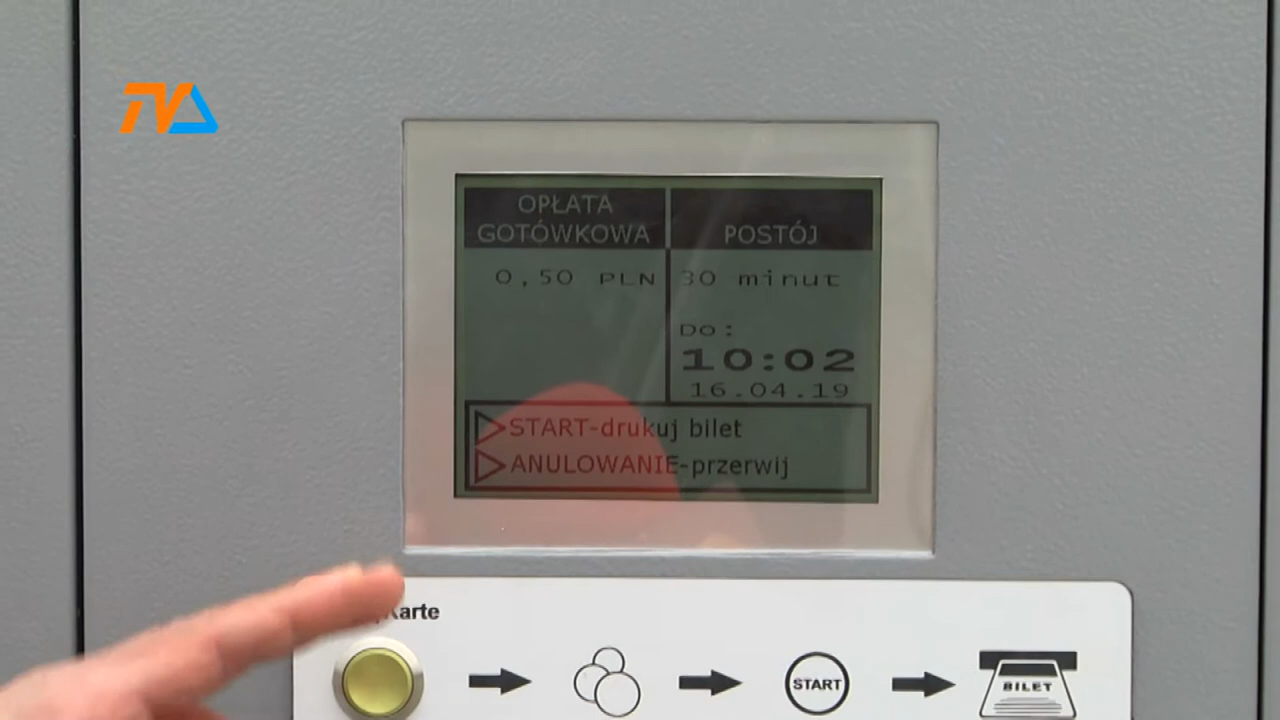 TVA
OPŁATA
GOTÓWKOWA
POSTÓJ
0,50 PLN
30 minut
Do:
10:02
16.04.19
START-drukuj bilet
ANULOWANIE-przerwij
Karte
START
BILET